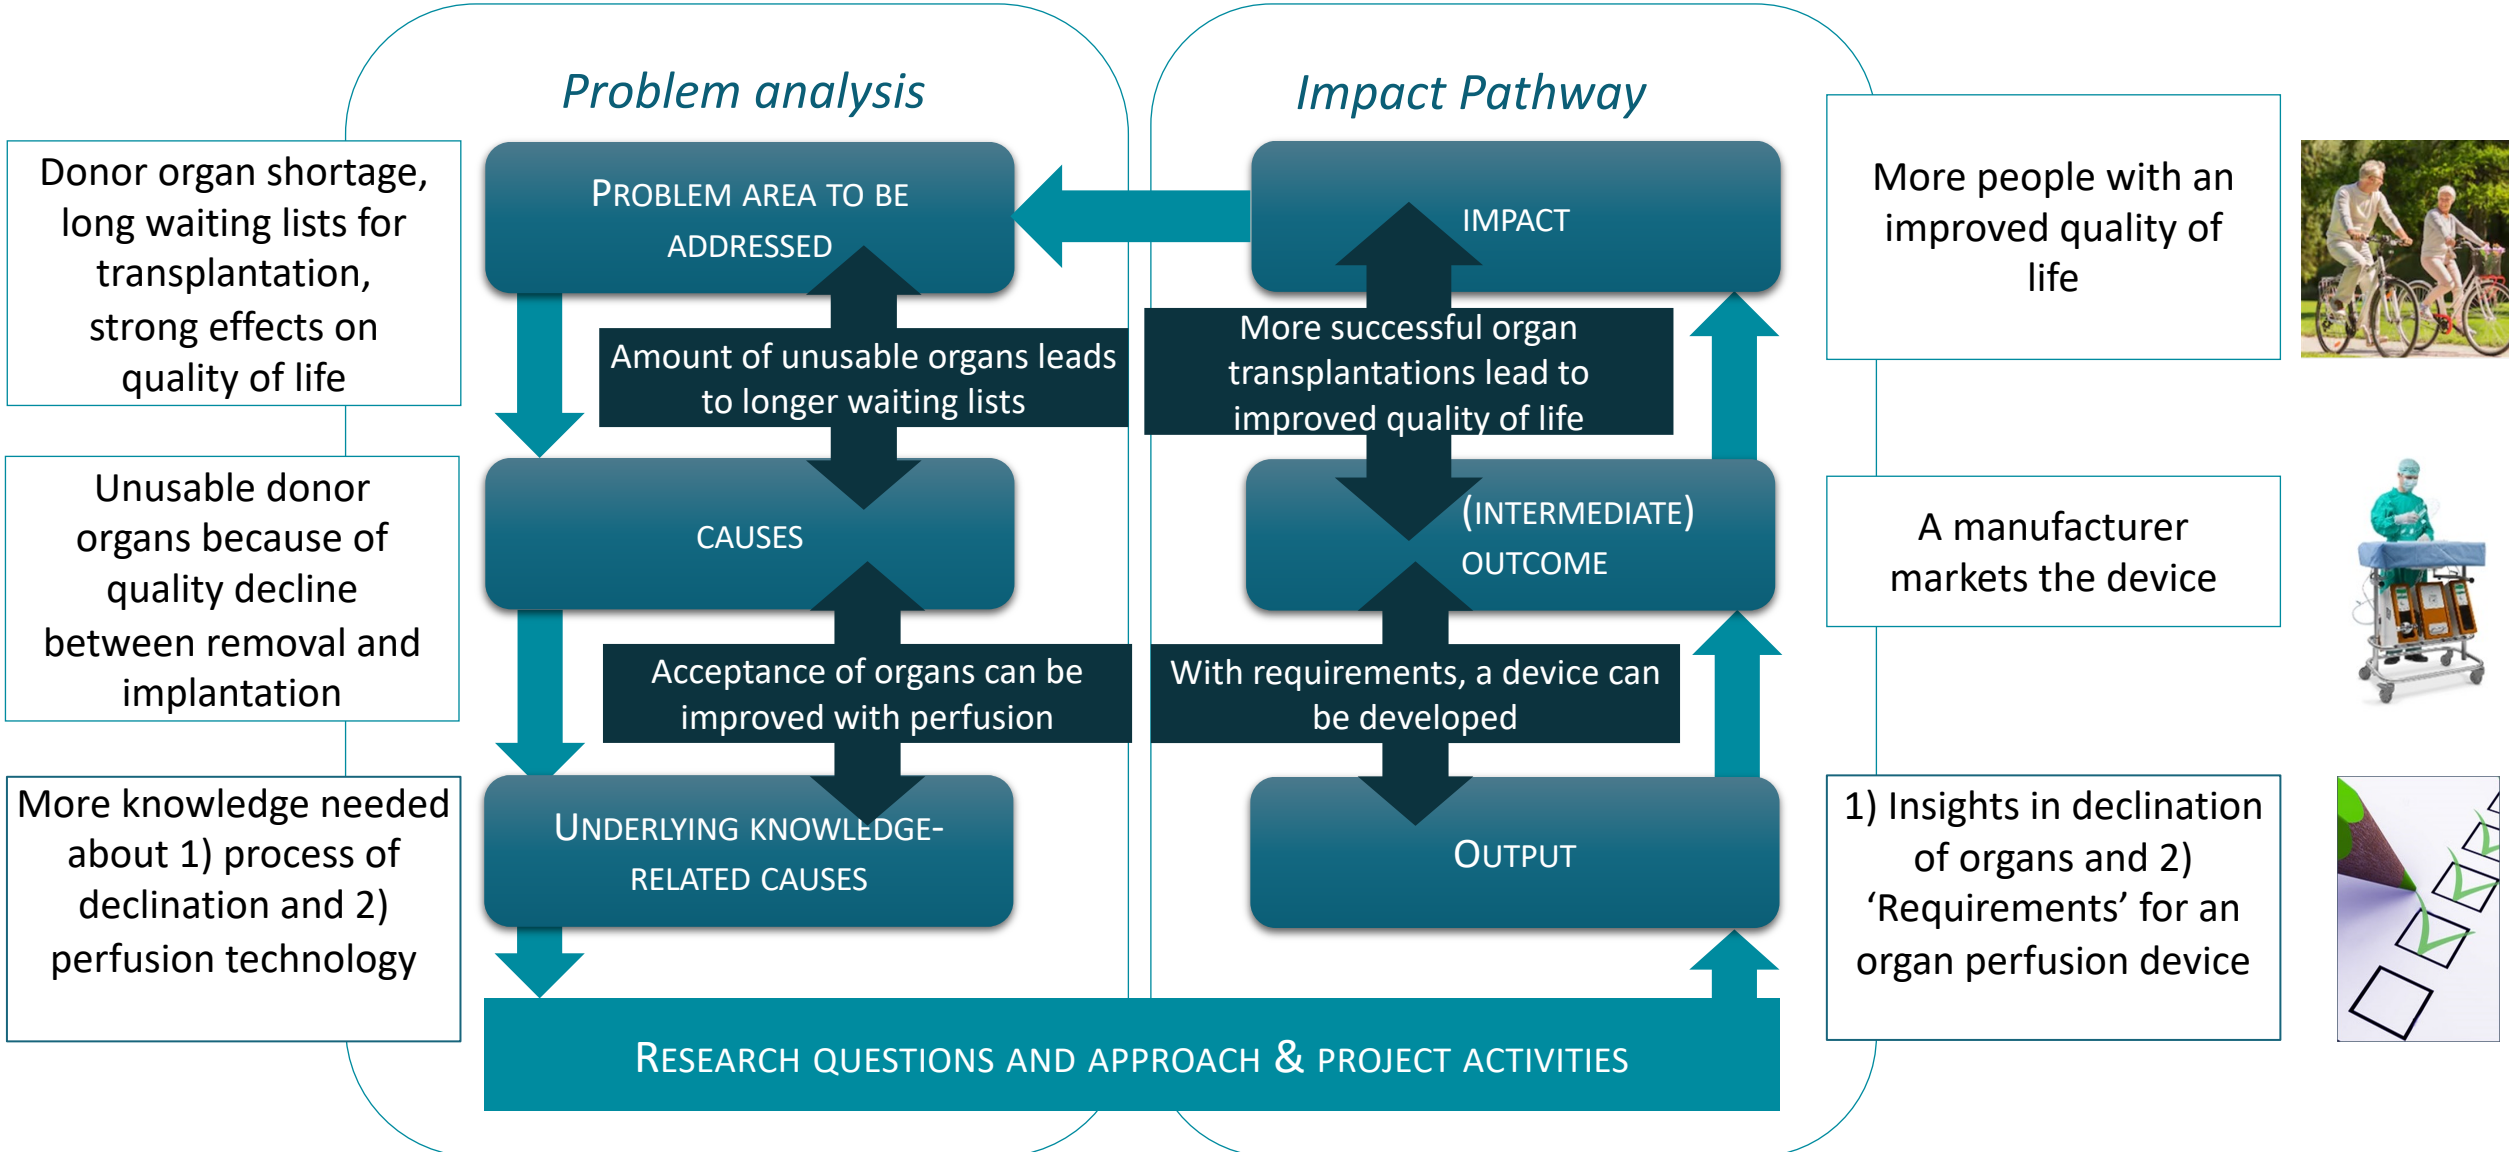 Problem analysis
Impact Pathway
Donor organ shortage,
long waiting lists for
transplantation,
strong effects on
quality of life
PROBLEM AREA TO BE
ADDRESSED
IMPACT
More people with an
improved quality of
life
Amount of unusable organs leads
to longer waiting lists
More successful organ
transplantations lead to
improved quality of life
Unusable donor
organs because of
quality decline
between removal and
implantation
CAUSES
(INTERMEDIATE)
OUTCOME
A manufacturer
markets the device
Acceptance of organs can be
improved with perfusion
With requirements, a device can
be developed
More knowledge needed
about 1) process of
declination and 2)
perfusion technology
UNDERLYING KNOWLEDGE-
RELATED CAUSES
OUTPUT
1) Insights in declination
of organs and 2)
‘Requirements’ for an
organ perfusion device
RESEARCH QUESTIONS AND APPROACH & PROJECT ACTIVITIES